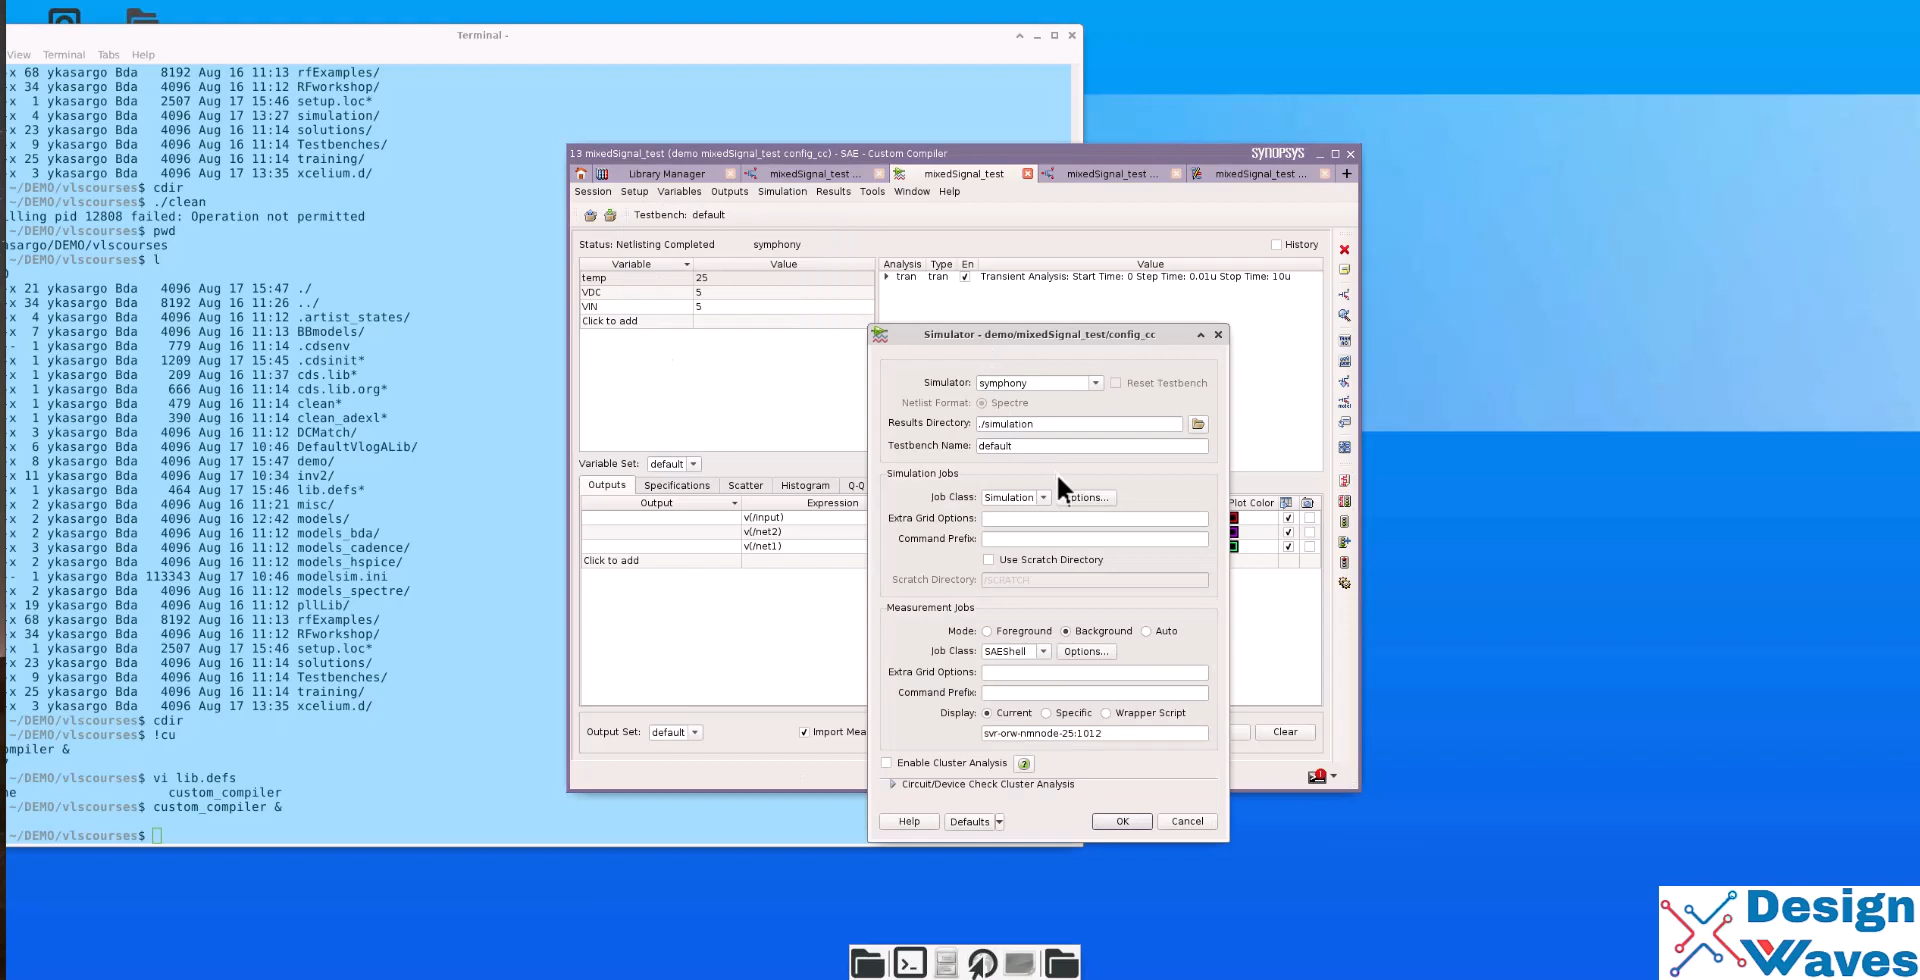 Terminal -
View Terminal Tabs Help
x 68 ykasargo Bda 8192 Aug 16 11:13 rfExamples/
x 34 ykasargo Bda 4096 Aug 16 11:12 RFworkshop/
x 1 ykasargo Bda 2507 Aug 17 15:46 setup.loc*
x 4 ykasargo Bda 4096 Aug 17 13:27 simulation/
x 23 ykasargo Bda 4096 Aug 16 11:14 solutions/
x 9 ykasargo Bda 4096 Aug 16 11:14 Testbenches/
x 25 ykasargo Bda 4096 Aug 16 11:14 training/
x 3 ykasargo Bda 4096 Aug 17 13:35 xcelium.d/
~/DEMO/vlscourses$ cdir
~/DEMO/vlscourses$ ./clean
lling pid 12808 failed: Operation not permitted
~/DEMO/vlscourses$ pwd
asargo/DEMO/vlscourses
~/DEMO/vlscourses$ l
x 21 ykasargo Bda 4096 Aug 17 15:47 ./
x 34 ykasargo Bda 8192 Aug 16 11:26 ../
x 4 ykasargo Bda 4096 Aug 16 11:12 .artist_states/
x 7 ykasargo Bda 4096 Aug 16 11:13 BBmodels/
-- 1 ykasargo Bda 779 Aug 16 11:14 .cdsenv
x 1 ykasargo Bda 1209 Aug 17 15:45 .cdsinit*
x 1 ykasargo Bda 209 Aug 16 11:37 cds.lib*
x 1 ykasargo Bda 666 Aug 16 11:14 cds.lib.org*
x 1 ykasargo Bda 479 Aug 16 11:14 clean*
x 1 ykasargo Bda 390 Aug 16 11:14 clean_adexl*
x 3 ykasargo Bda 4096 Aug 16 11:12 DCMatch/
x 6 ykasargo Bda 4096 Aug 17 10:46 DefaultVlogALib/
x 8 ykasargo Bda 4096 Aug 17 15:47 demo/
x 11 ykasargo Bda 4096 Aug 17 10:34 inv2/
x 1 ykasargo Bda 464 Aug 17 15:46 lib.defs*
x 2 ykasargo Bda 4096 Aug 16 11:21 misc/
x 2 ykasargo Bda 4096 Aug 16 12:42 models/
x 2 ykasargo Bda 4096 Aug 16 11:12 models_bda/
x 3 ykasargo Bda 4096 Aug 16 11:12 models_cadence/
x 2 ykasargo Bda 4096 Aug 16 11:12 models_hspice/
-- 1 ykasargo Bda 113343 Aug 17 10:46 modelsim.ini
x 2 ykasargo Bda 4096 Aug 16 11:12 models_spectre/
x 19 ykasargo Bda 4096 Aug 16 11:12 pllLib/
x 68 ykasargo Bda 8192 Aug 16 11:13 rfExamples/
x 34 ykasargo Bda 4096 Aug 16 11:12 RFworkshop/
x 1 ykasargo Bda 2507 Aug 17 15:46 setup.loc*
x 23 ykasargo Bda 4096 Aug 16 11:14 solutions/
x 9 ykasargo Bda 4096 Aug 16 11:14 Testbenches/
x 25 ykasargo Bda 4096 Aug 16 11:14 training/
x 3 ykasargo Bda 4096 Aug 17 13:35 xcelium.d/
~/DEMO/vlscourses$ cdir
~/DEMO/vlscourses$ !cu
ompiler &
~/DEMO/vlscourses$ vi lib.defs
ne custom_compiler
~/DEMO/vlscourses$ custom_compiler &
~/DEMO/vlscourses$
13 mixedSignal_test (demo mixedSignal_test config_cc) - SAE - Custom Compiler SYNOPSYS
Library Manager mixedSignal_test ... mixedSignal_test mixedSignal_test ... mixedSignal_test ...
Session Setup Variables Outputs Simulation Results Tools Window Help
Testbench: default
Status: Netlisting Completed symphony History
Variable Value
temp 25
VDC 5
VIN 5
Click to add
Analysis Type En Value
tran tran Transient Analysis: Start Time: 0 Step Time: 0.01u Stop Time: 10u
Variable Set: default
Outputs Specifications Scatter Histogram Q-Q
Output Expression Plot Color
v(/input)
v(/net2)
v(/net1)
Click to add
Output Set: default Import Mea Clear
Simulator - demo/mixedSignal_test/config_cc
Simulator: symphony Reset Testbench
Netlist Format: Spectre
Results Directory: ./simulation
Testbench Name: default
Simulation Jobs
Job Class: Simulation ptions...
Extra Grid Options:
Command Prefix:
Use Scratch Directory
Scratch Directory: /SCRATCH
Measurement Jobs
Mode: Foreground Background Auto
Job Class: SAEShell Options...
Extra Grid Options:
Command Prefix:
Display: Current Specific Wrapper Script
svr-orw-nmnode-25:1012
Enable Cluster Analysis
Circuit/Device Check Cluster Analysis
Help Defaults OK Cancel
Design
Waves